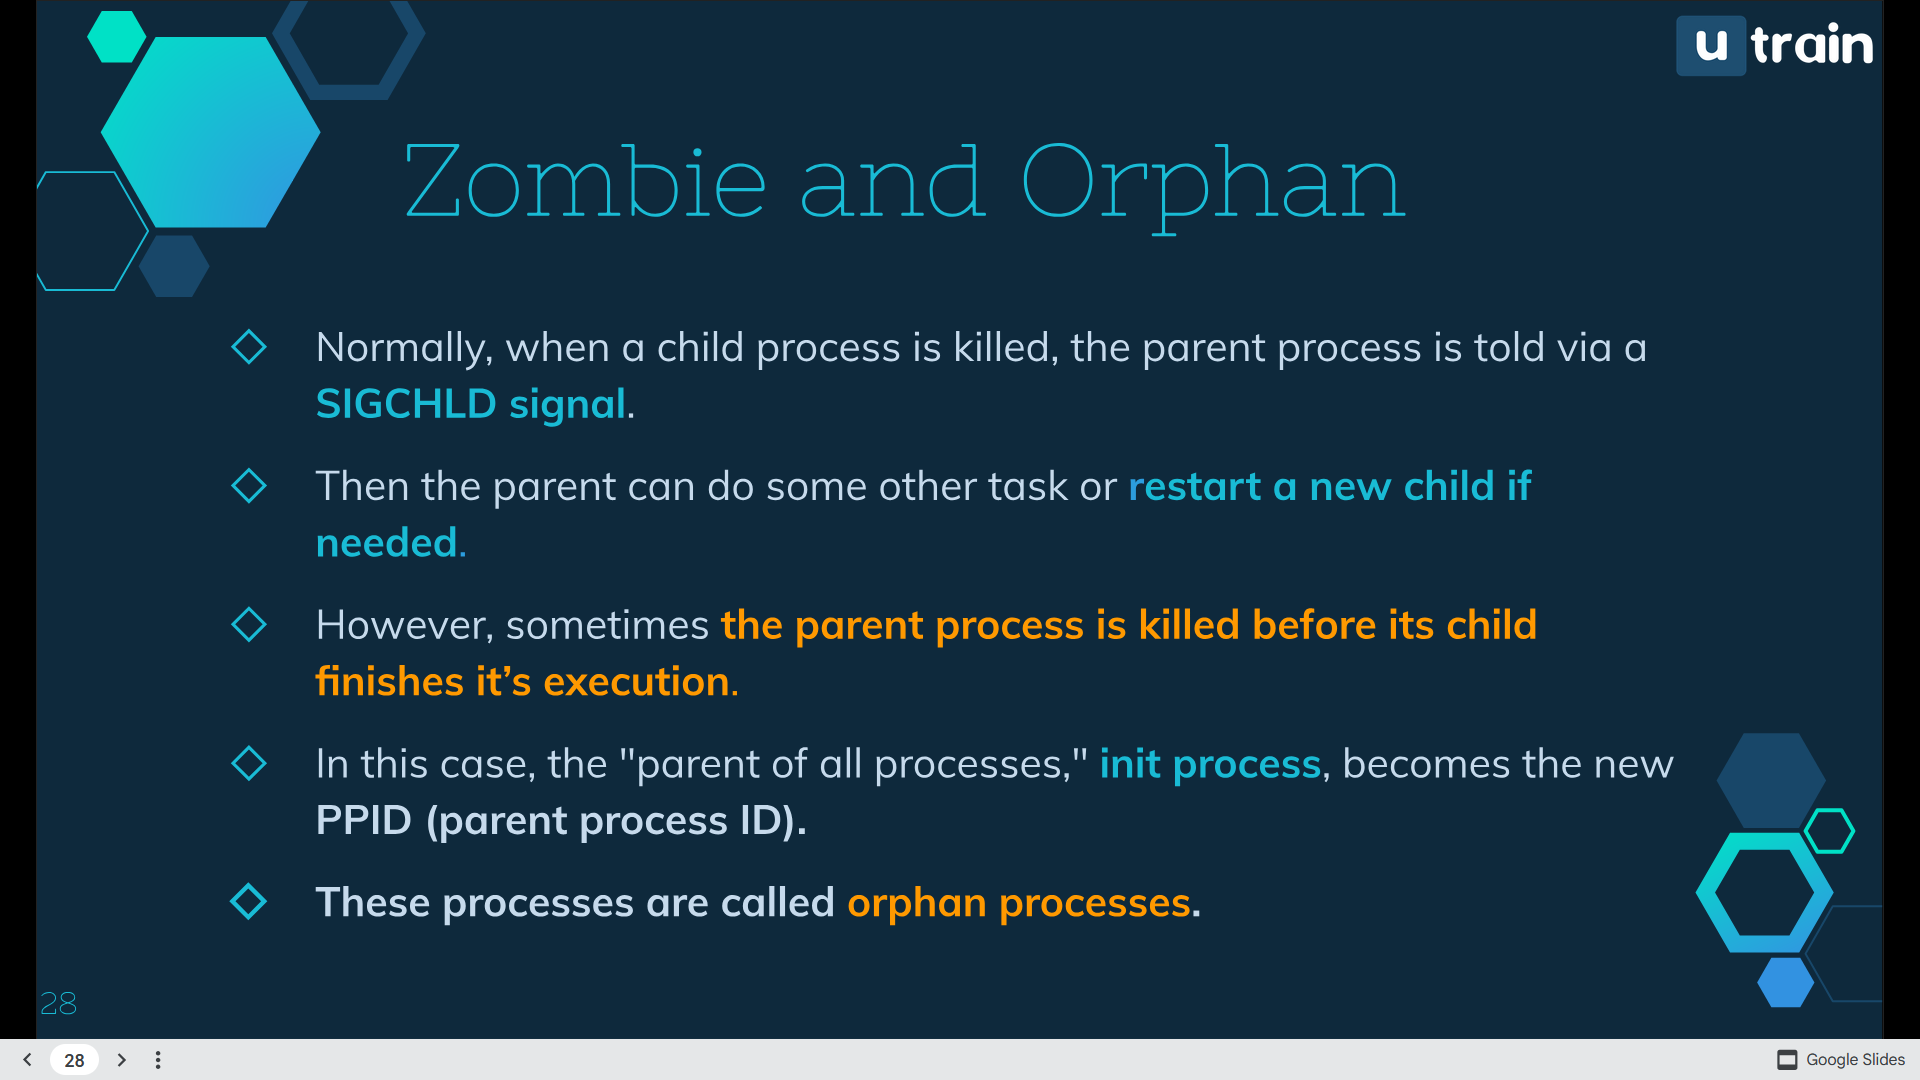 u train
Zombie and Orphan
Normally, when a child process is killed, the parent process is told via a
SIGCHLD signal.
Then the parent can do some other task or restart a new child if
needed.
However, sometimes the parent process is killed before its child
finishes it’s execution.
In this case, the "parent of all processes," init process, becomes the new
PPID (parent process ID).
These processes are called orphan processes.
28
28
Google Slides